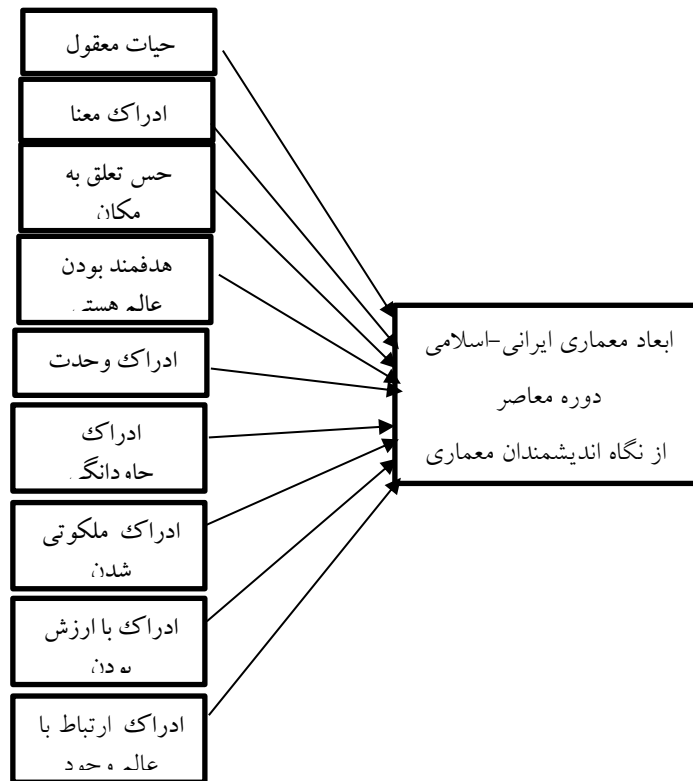 حیات معقول
ادراک معنا
حس تعلق به
مکان
هدفمند بودن
عالم هستی
ادراک وحدت
ادراک
جاودانگی
ادراک ملکوتی
شدن
ادراک با ارزش
بودن
ادراک ارتباط با
عالم وجود
ابعاد معماری ایرانی-اسلامی
دوره معاصر
از نگاه اندیشمندان معماری